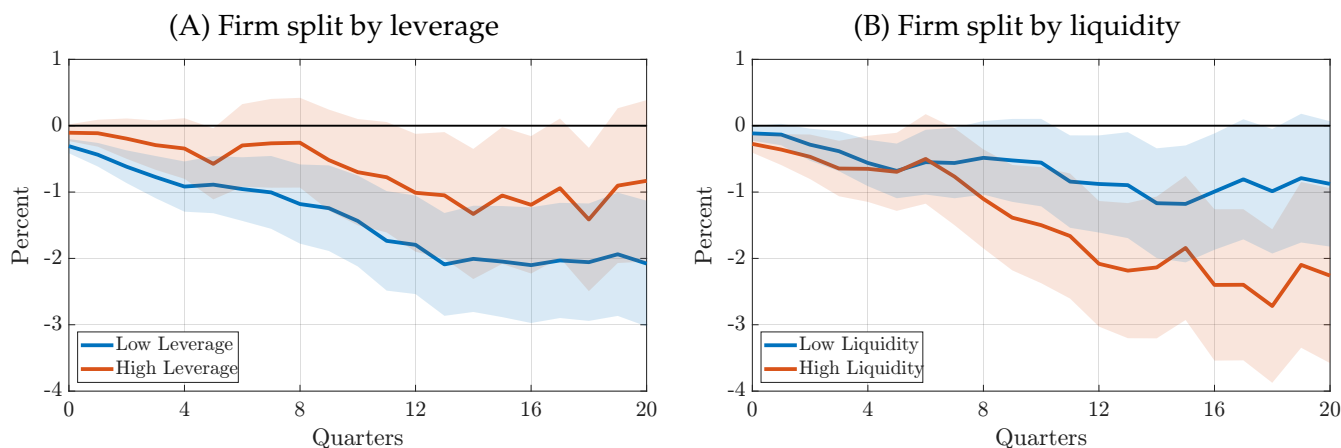 (A) Firm split by leverage
1
0
-1
-2
-3
-4
Percent
Low Leverage
High Leverage
0 4 8 12 16 20
Quarters
(B) Firm split by liquidity
1
0
-1
-2
-3
-4
Percent
Low Liquidity
High Liquidity
0 4 8 12 16 20
Quarters